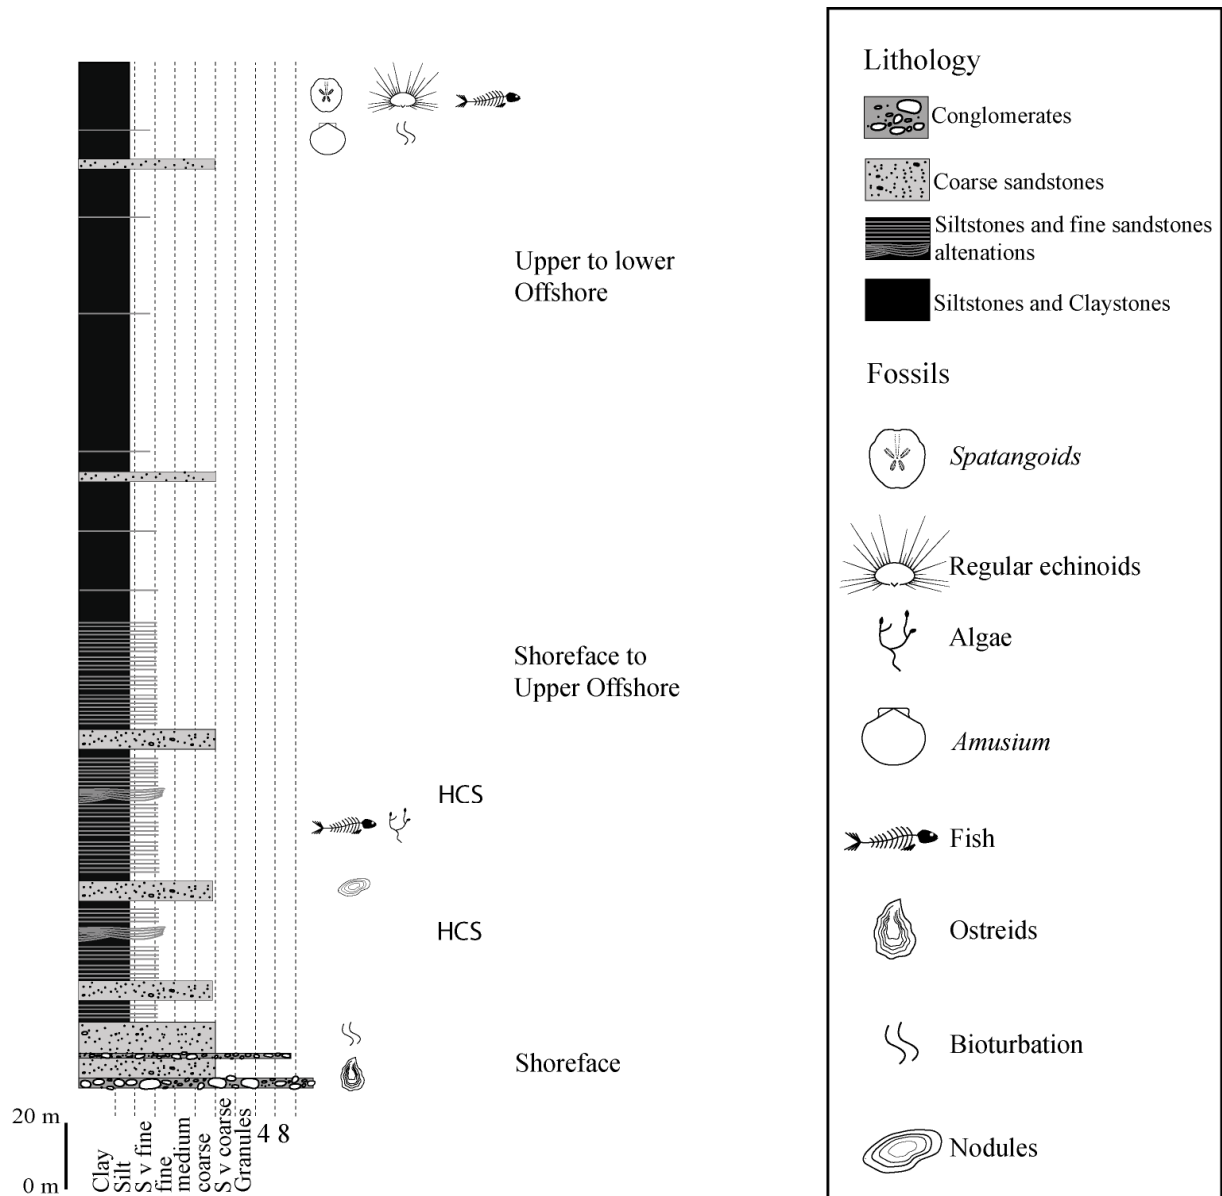 Upper to lower
Offshore
Shoreface to
Upper Offshore
HCS
HCS
Shoreface
20 m
0 m
Clay
Silt
S v fine
fine
medium
coarse
S v coarse
Granules
4
8
Lithology
Conglomerates
Coarse sandstones
Siltstones and fine sandstones
altenations
Siltstones and Claystones
Fossils
Spatangoids
Regular echinoids
Algae
Amusium
Fish
Ostreids
Bioturbation
Nodules